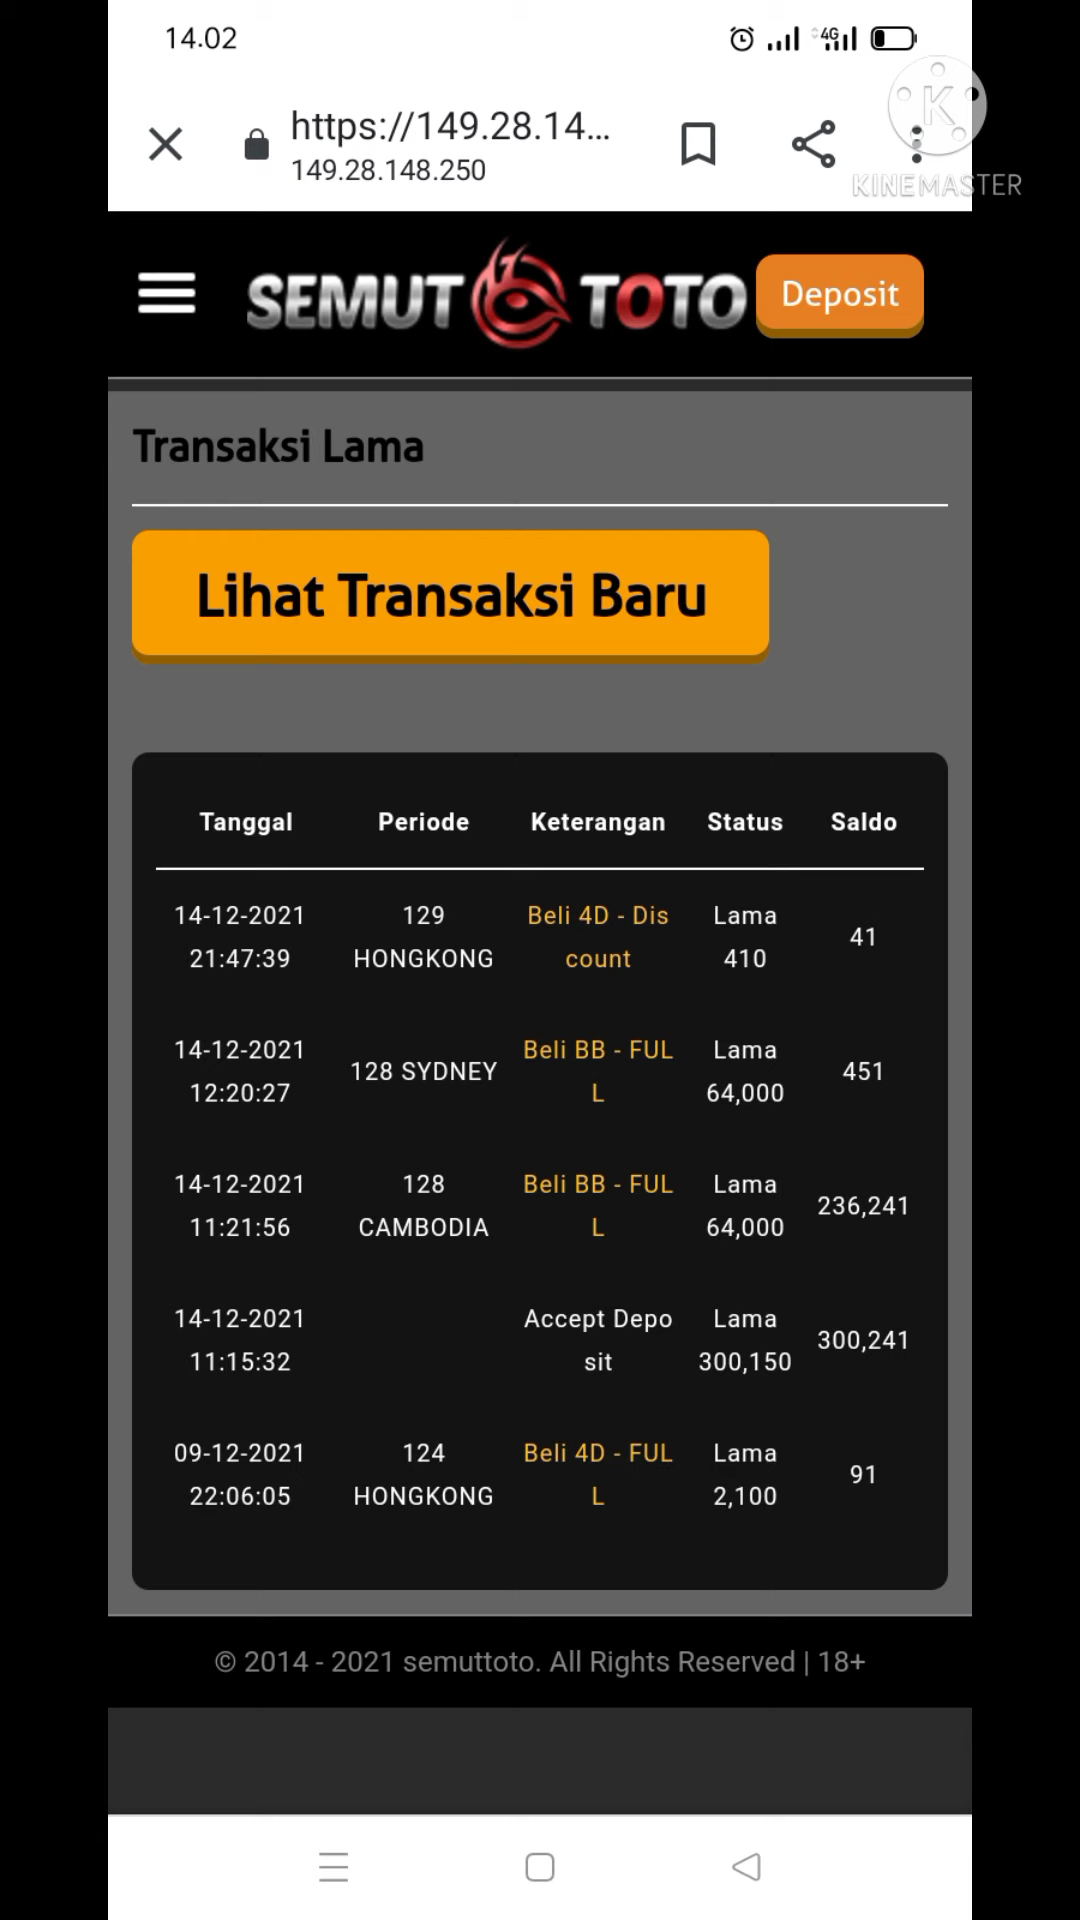 14.02
4G
https://149.28.14...
149.28.148.250
K
KINEMASTER
SEMUT TOTO
Deposit
Transaksi Lama
Lihat Transaksi Baru
Tanggal Periode Keterangan Status Saldo
14-12-2021 129 Beli 4D - Dis Lama 41
21:47:39 HONGKONG count 410
14-12-2021 128 SYDNEY Beli BB - FUL Lama 451
12:20:27 L 64,000
14-12-2021 128 Beli BB - FUL Lama 236,241
11:21:56 CAMBODIA L 64,000
14-12-2021 Accept Depo Lama 300,241
11:15:32 sit 300,150
09-12-2021 124 Beli 4D - FUL Lama 91
22:06:05 HONGKONG L 2,100
© 2014 - 2021 semuttoto. All Rights Reserved | 18+